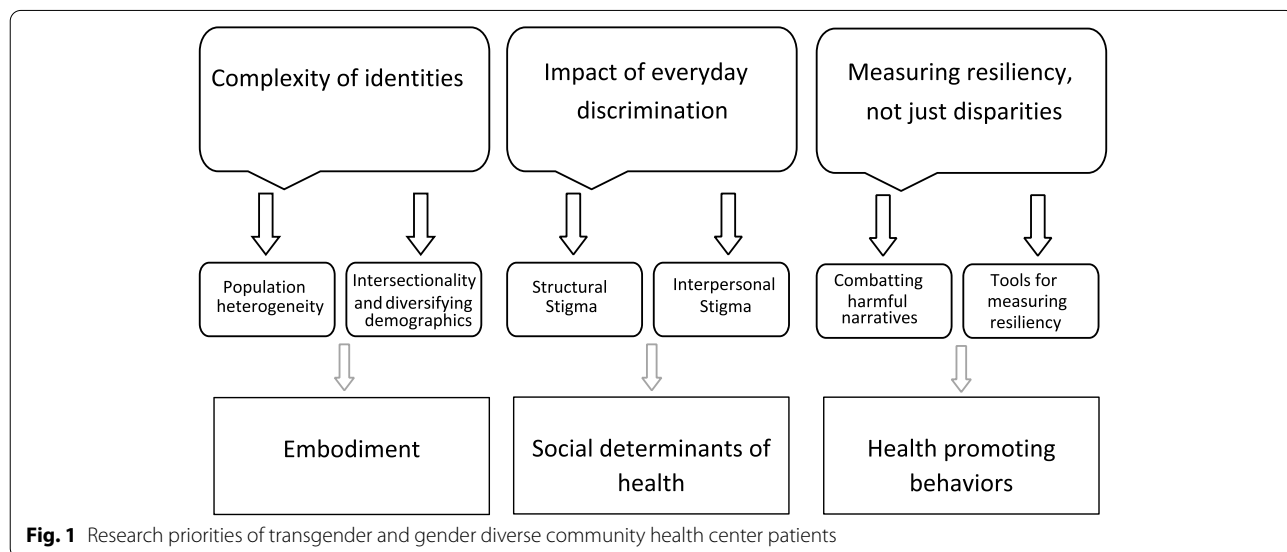 Complexity of identities
Impact of everyday
discrimination
Measuring resiliency,
not just disparities
Population
heterogeneity
Intersectionality
and diversifying
demographics
Structural
Stigma
Interpersonal
Stigma
Combatting
harmful
narratives
Tools for
measuring
resiliency
Embodiment
Social determinants of
health
Health promoting
behaviors
Fig. 1 Research priorities of transgender and gender diverse community health center patients